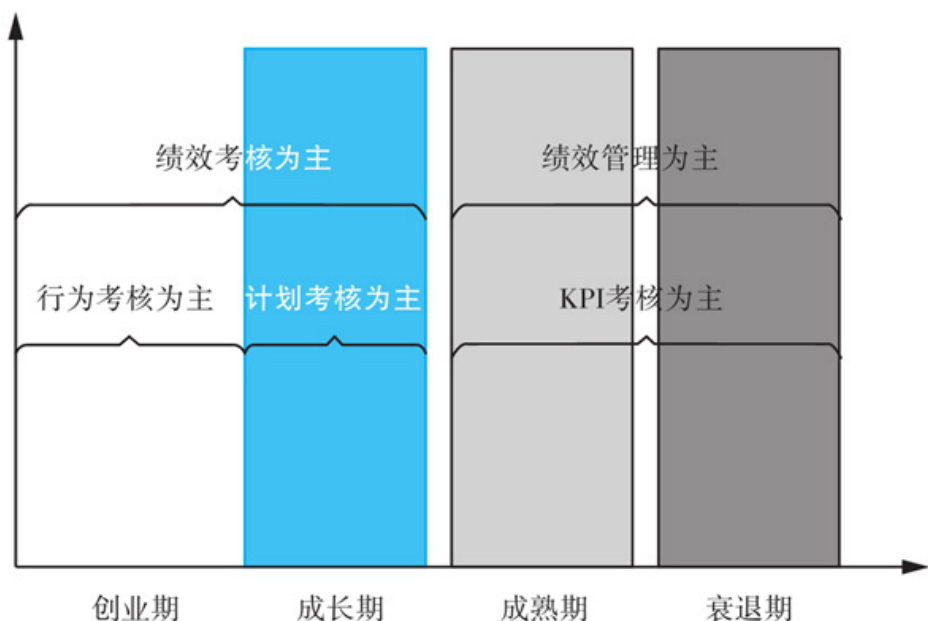 绩效考核为主
绩效管理为主
行为考核为主
计划考核为主
KPI考核为主
创业期
成长期
成熟期
衰退期